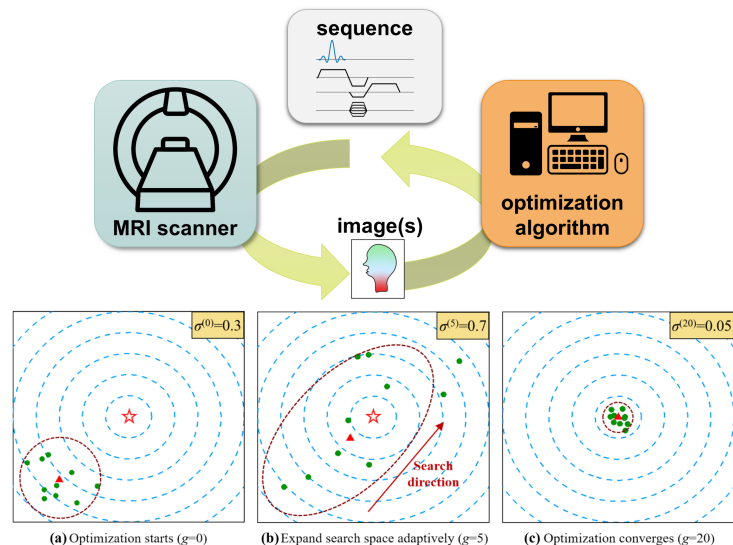 sequence
MRI scanner
optimization
algorithm
image(s)
σ⁽⁰⁾=0.3
σ⁽⁵⁾=0.7
σ⁽²⁰⁾=0.05
Search
direction
(a) Optimization starts (g=0)
(b) Expand search space adaptively (g=5)
(c) Optimization converges (g=20)